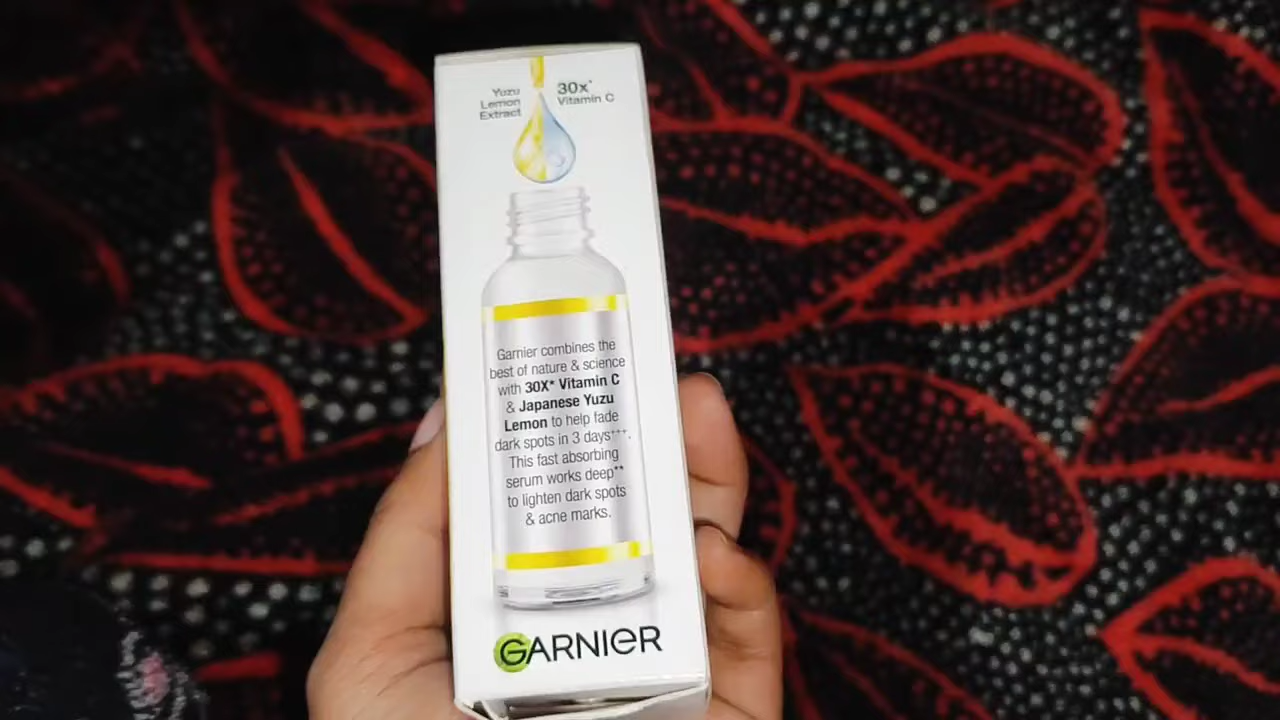 Yuzu
Lemon
Extract
30x*
Vitamin C
Garnier combines the
best of nature & science
with 30X* Vitamin C
& Japanese Yuzu
Lemon to help fade
dark spots in 3 days⁺⁺⁺.
This fast absorbing
serum works deep**
to lighten dark spots
& acne marks.
GARNIER